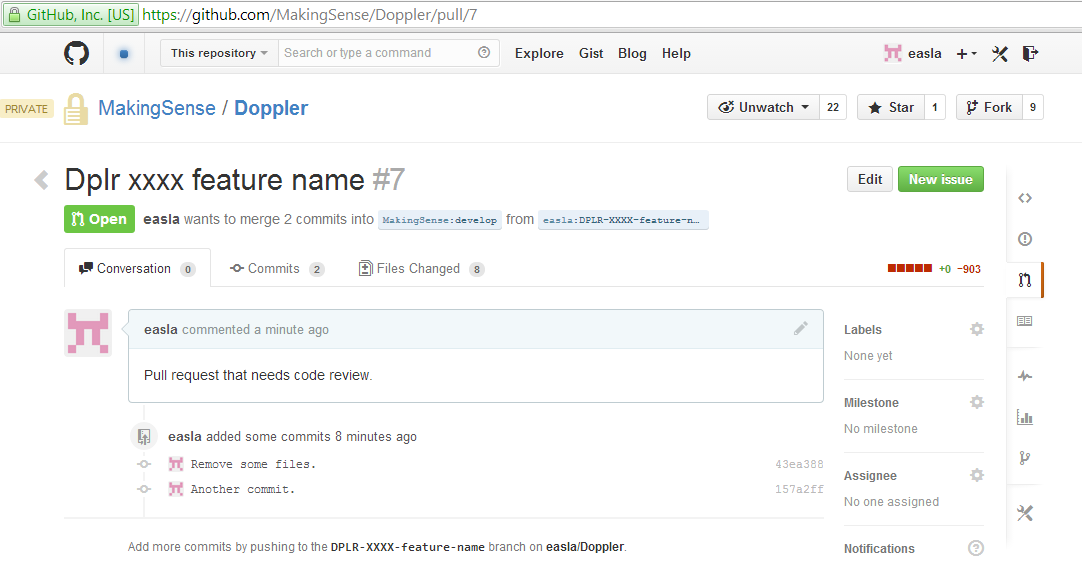 GitHub, Inc. [US] https://github.com/MakingSense/Doppler/pull/7
This repository Search or type a command Explore Gist Blog Help easla
PRIVATE MakingSense / Doppler Unwatch 22 Star 1 Fork 9
Dplr xxxx feature name #7 Edit New issue
Open easla wants to merge 2 commits into MakingSense:develop from easla:DPLR-XXXX-feature-n…
Conversation 0 Commits 2 Files Changed 8 +0 −903
easla commented a minute ago
Pull request that needs code review.
easla added some commits 8 minutes ago
Remove some files. 43ea388
Another commit. 157a2ff
Add more commits by pushing to the DPLR-XXXX-feature-name branch on easla/Doppler.
Labels
None yet
Milestone
No milestone
Assignee
No one assigned
Notifications